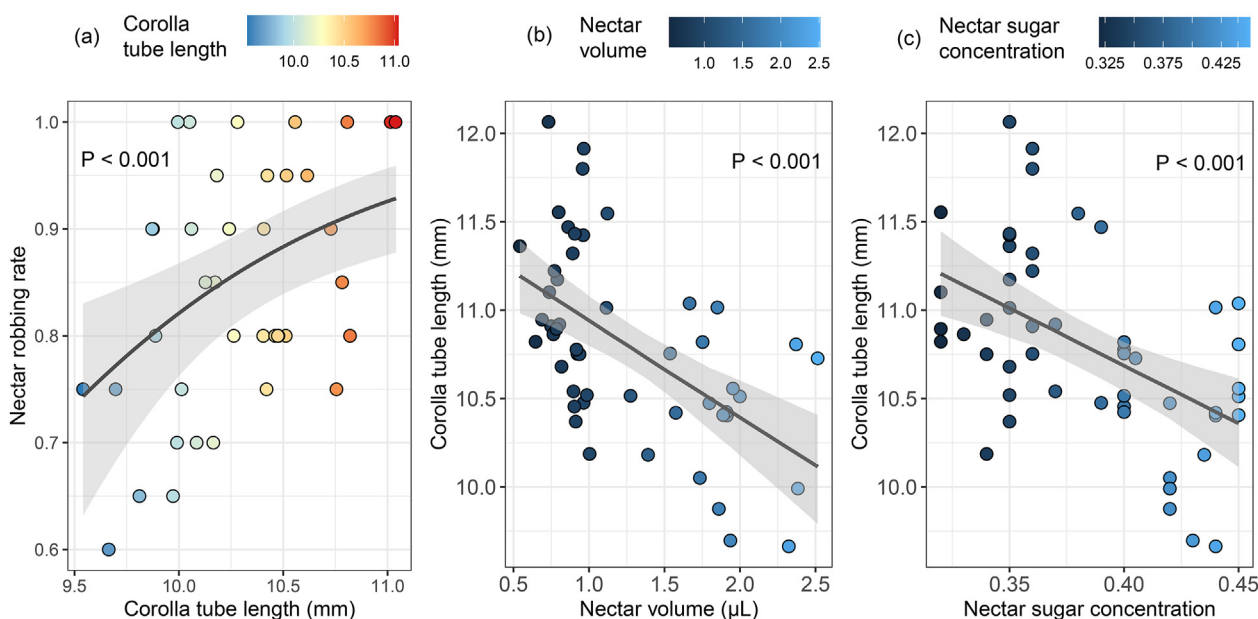 (a) Corolla
tube length
10.0 10.5 11.0
(b) Nectar
volume
1.0 1.5 2.0 2.5
(c) Nectar sugar
concentration
0.325 0.375 0.425
P < 0.001
1.0
0.9
0.8
0.7
0.6
Nectar robbing rate
9.5 10.0 10.5 11.0
Corolla tube length (mm)
P < 0.001
12.0
11.5
11.0
10.5
10.0
Corolla tube length (mm)
0.5 1.0 1.5 2.0 2.5
Nectar volume (µL)
P < 0.001
12.0
11.5
11.0
10.5
10.0
Corolla tube length (mm)
0.35 0.40 0.45
Nectar sugar concentration